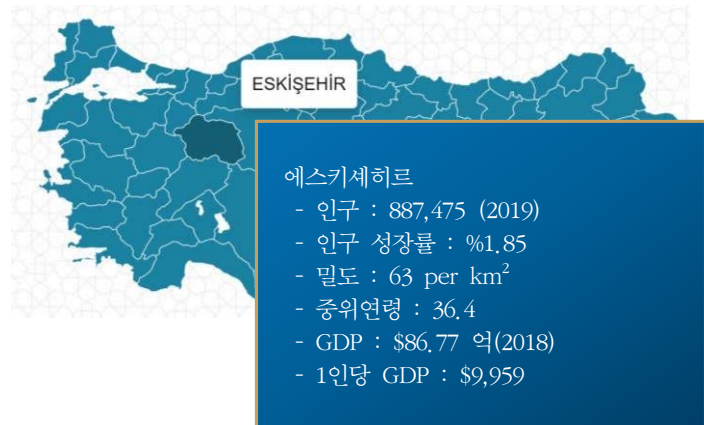 ESKİŞEHİR
에스키셰히르
- 인구 : 887,475 (2019)
- 인구 성장률 : %1.85
- 밀도 : 63 per km²
- 중위연령 : 36.4
- GDP : $86.77 억(2018)
- 1인당 GDP : $9,959